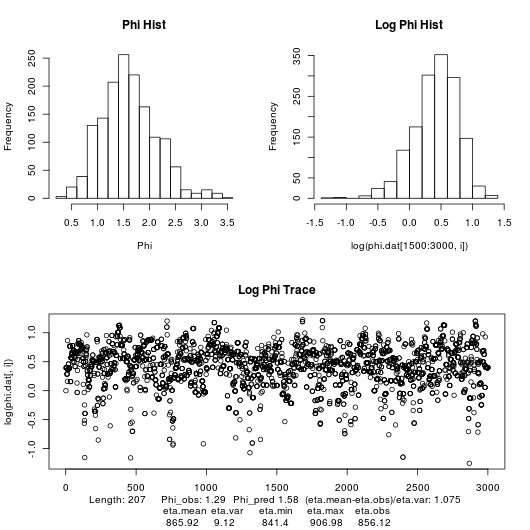 Phi Hist
Log Phi Hist
Frequency
0 50 100 150 200 250
0.5 1.0 1.5 2.0 2.5 3.0 3.5
Phi
Frequency
0 50 150 250 350
-1.5 -1.0 -0.5 0.0 0.5 1.0 1.5
log(phi.dat[1500:3000, i])
Log Phi Trace
log(phi.dat[, i])
-1.0 -0.5 0.0 0.5 1.0
0 500 1000 1500 2000 2500 3000
Length: 207 Phi_obs: 1.29 Phi_pred 1.58 (eta.mean-eta.obs)/eta.var: 1.075
eta.mean eta.var eta.min eta.max eta.obs
865.92 9.12 841.4 906.98 856.12